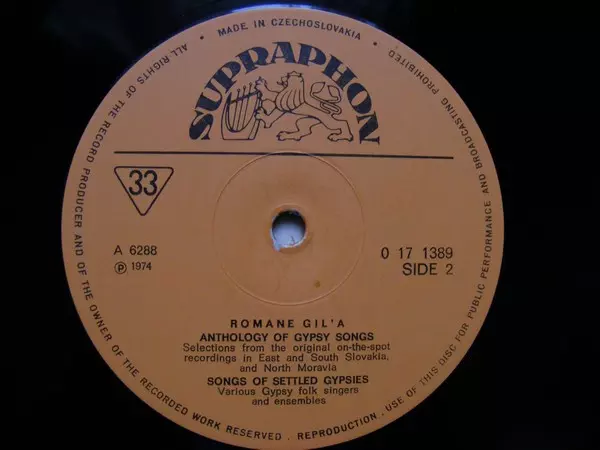 · MADE IN CZECHOSLOVAKIA ·
ALL RIGHTS OF THE RECORD PRODUCER AND OF THE OWNER OF THE RECORDED WORK RESERVED . REPRODUCTION . USE OF THIS DISC FOR PUBLIC PERFORMANCE AND BROADCASTING PROHIBITED
SUPRAPHON
33
A 6288
Ⓟ 1974
0 17 1389
SIDE 2
ROMANE GIL'A
ANTHOLOGY OF GYPSY SONGS
Selections from the original on-the-spot
recordings in East and South Slovakia,
and North Moravia
SONGS OF SETTLED GYPSIES
Various Gypsy folk singers
and ensembles